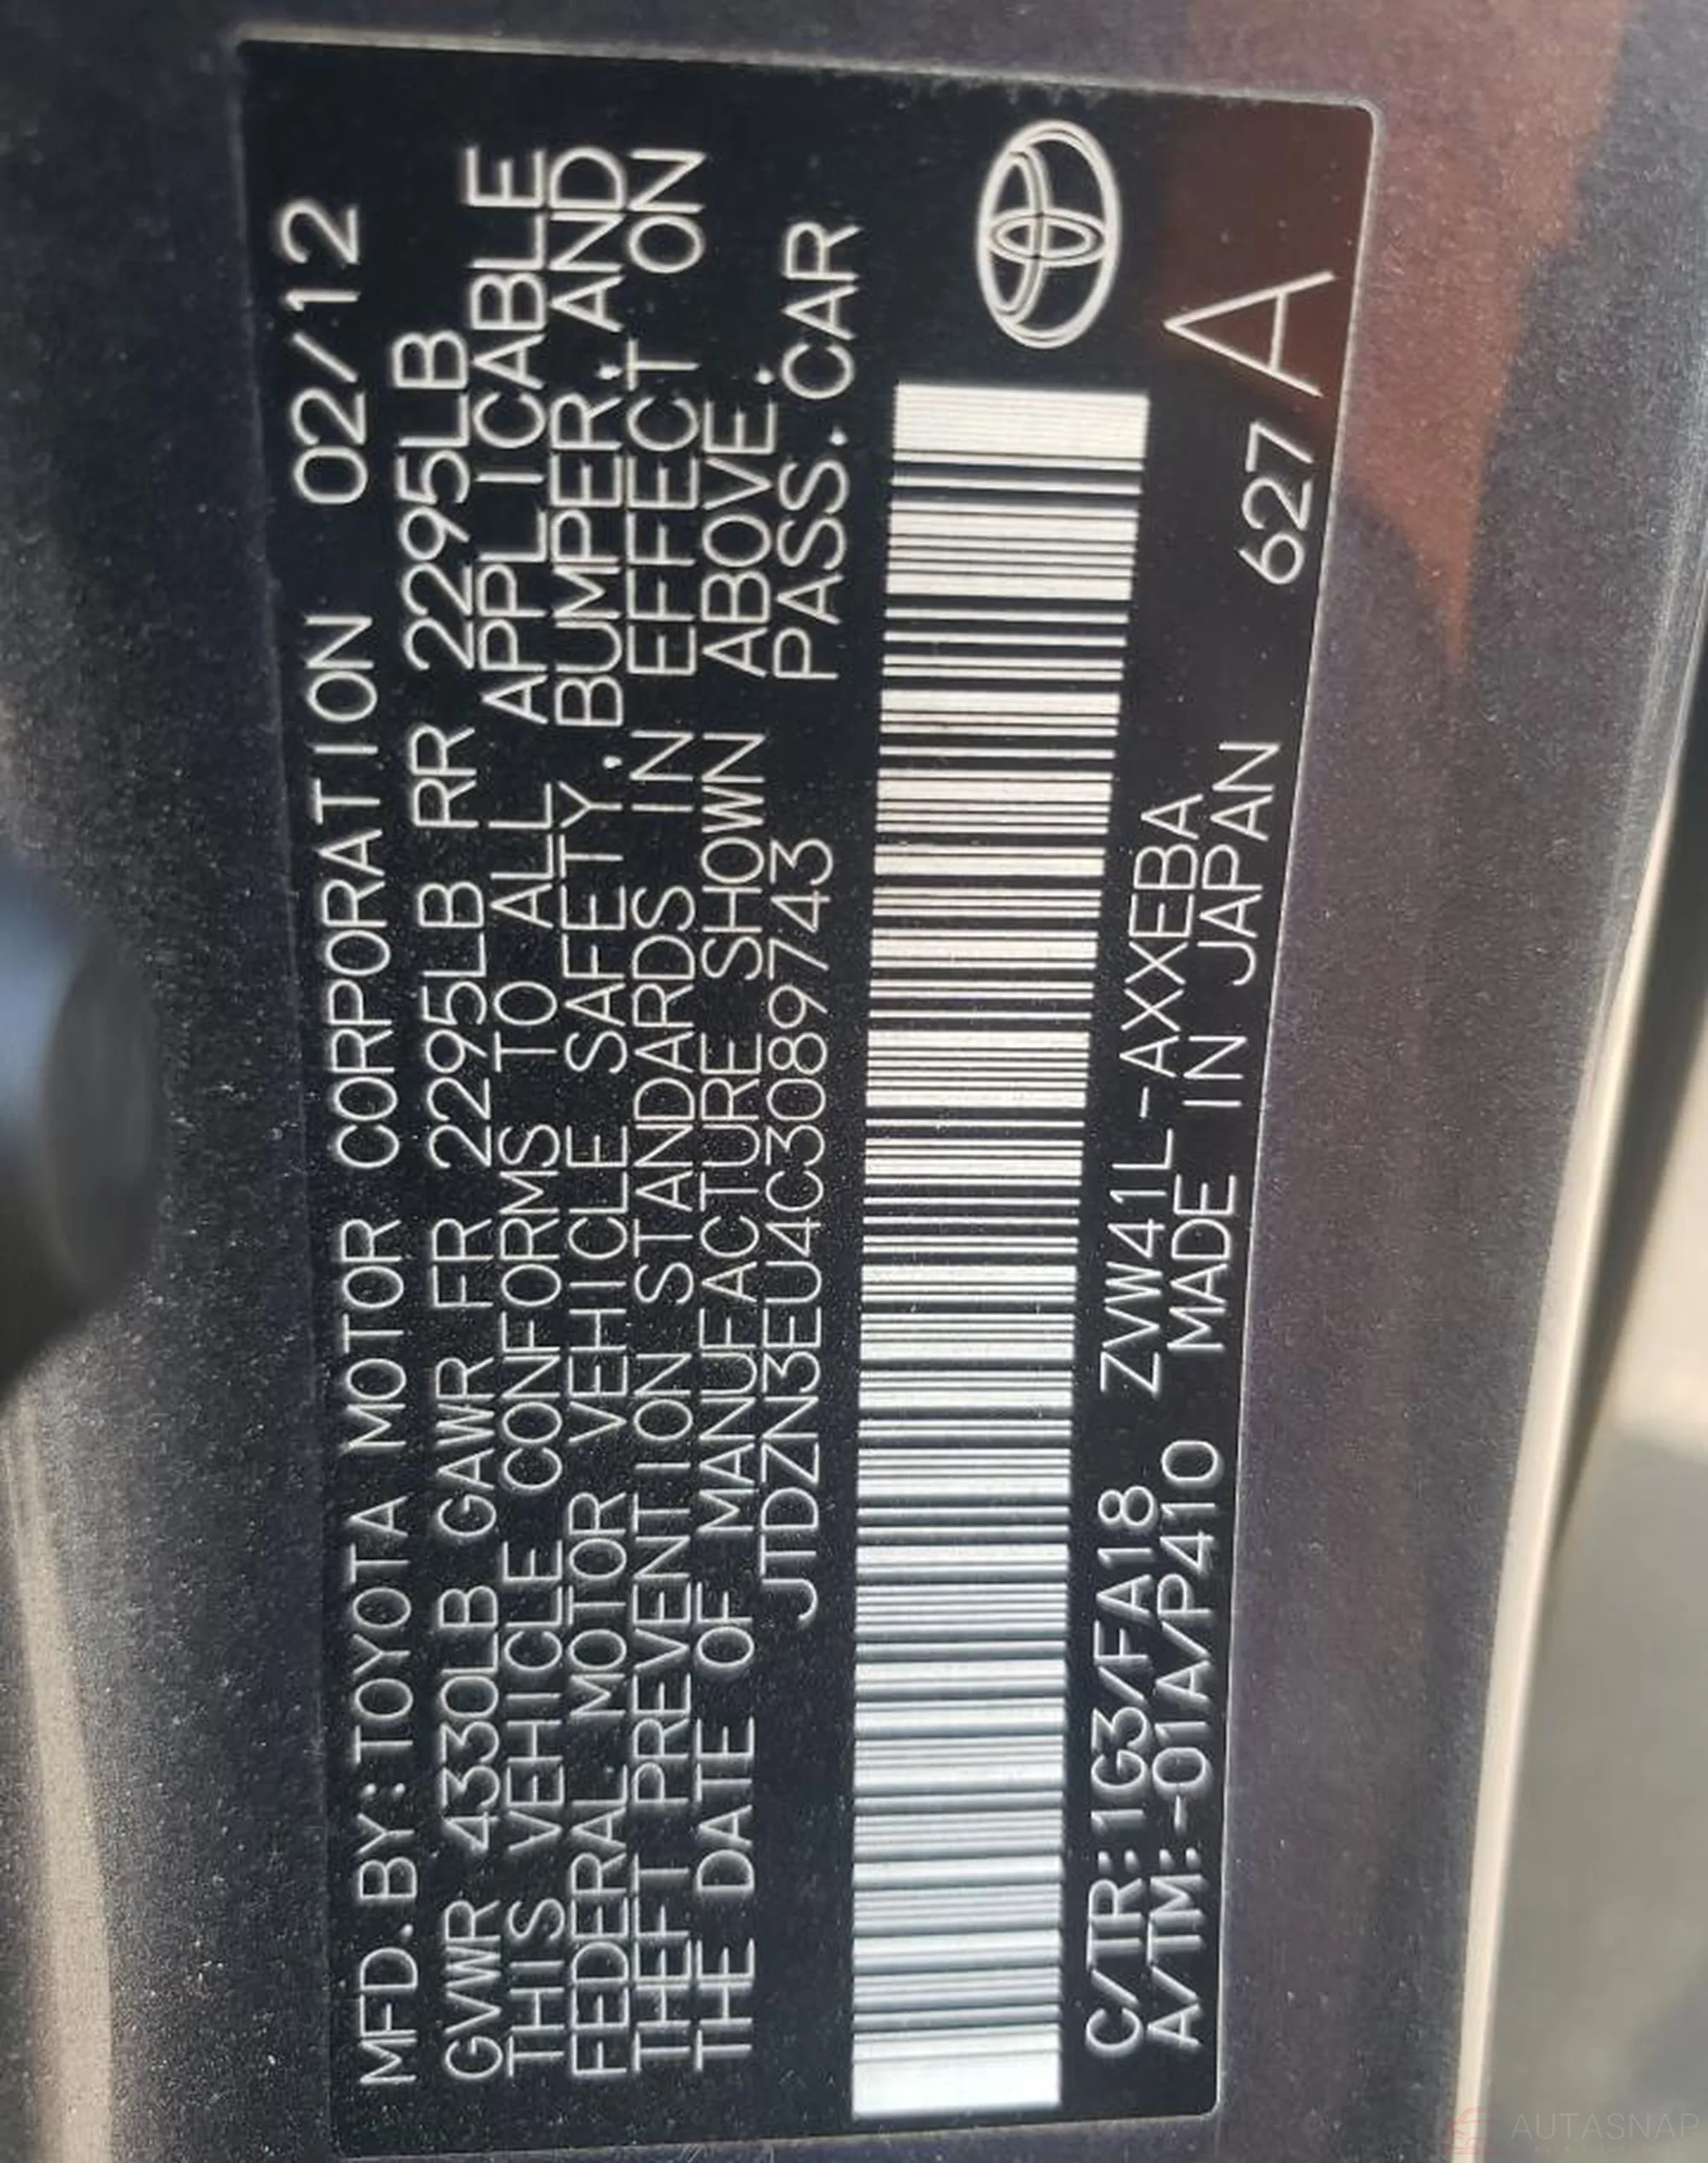 MFD.BY:TOYOTA MOTOR CORPORATION 02/12
GVWR 4330LB GAWR FR 2295LB RR 2295LB
THIS VEHICLE CONFORMS TO ALL APPLICABLE
FEDERAL MOTOR VEHICLE SAFETY, BUMPER, AND
THEFT PREVENTION STANDARDS IN EFFECT ON
THE DATE OF MANUFACTURE SHOWN ABOVE.
JTDZN3EU4C3089743 PASS.CAR
C/TR:1G3/FA18 ZVW41L-AXXEBA
A/TM:-01A/P410 MADE IN JAPAN 627 A
AUTASNAP